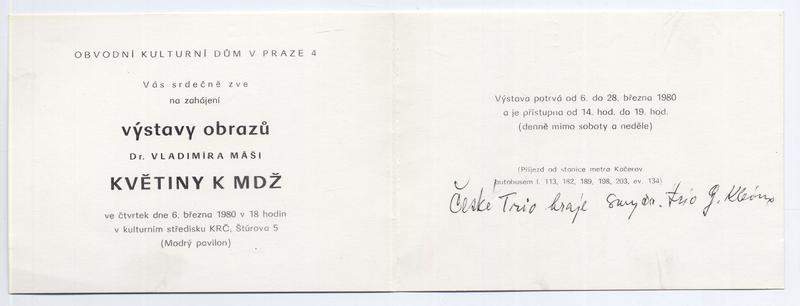 OBVODNÍ KULTURNÍ DŮM V PRAZE 4
Vás srdečně zve
na zahájení
výstavy obrazů
Dr. VLADIMÍRA MÁŠI
KVĚTINY K MDŽ
ve čtvrtek dne 6. března 1980 v 18 hodin
v kulturním středisku KRČ, Štúrova 5
(Modrý pavilon)
Výstava potrvá od 6. do 28. března 1980
a je přístupna od 14. hod. do 19. hod.
(denně mimo soboty a neděle)
(Příjezd od stanice metra Kačerov
autobusem l. 113, 182, 189, 198, 203, ev. 134)
České Trio hraje trio G.